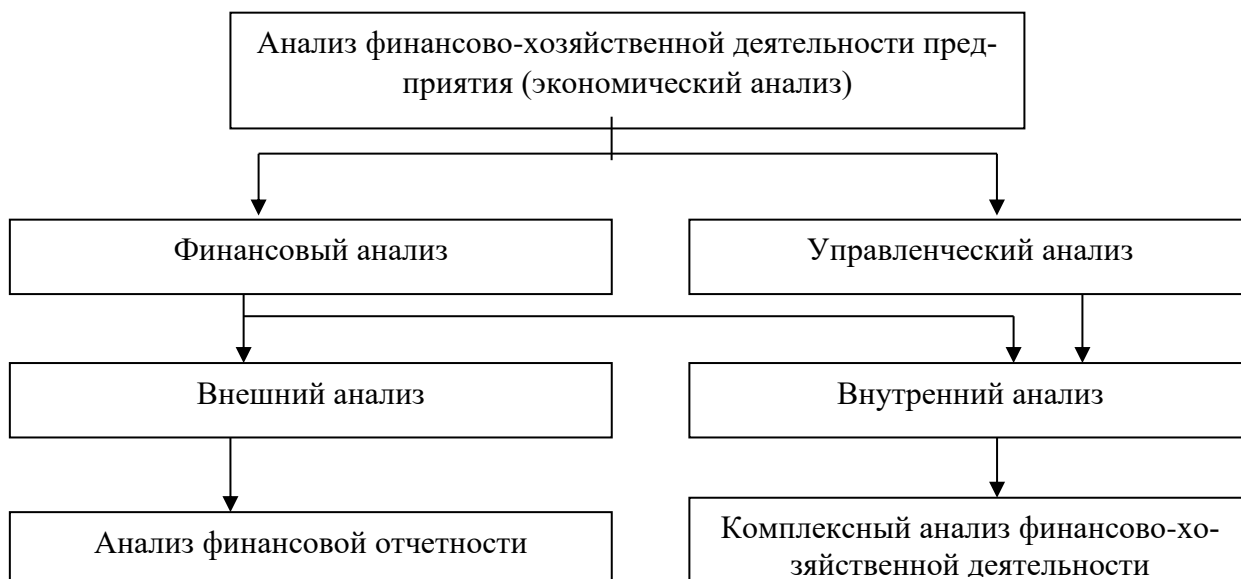 Анализ финансово-хозяйственной деятельности пред-
приятия (экономический анализ)
Финансовый анализ
Управленческий анализ
Внешний анализ
Внутренний анализ
Анализ финансовой отчетности
Комплексный анализ финансово-хо-
зяйственной деятельности